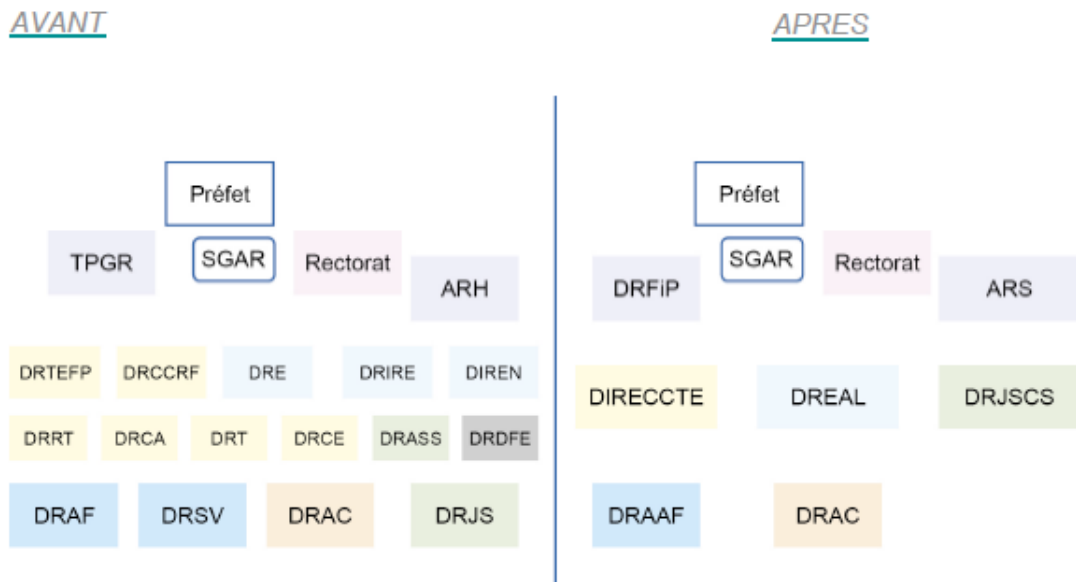 AVANT
APRES
Préfet
TPGR
SGAR
Rectorat
ARH
DRTEFP
DRCCRF
DRE
DRIRE
DIREN
DRRT
DRCA
DRT
DRCE
DRASS
DRDFE
DRAF
DRSV
DRAC
DRJS
Préfet
DRFiP
SGAR
Rectorat
ARS
DIRECCTE
DREAL
DRJSCS
DRAAF
DRAC